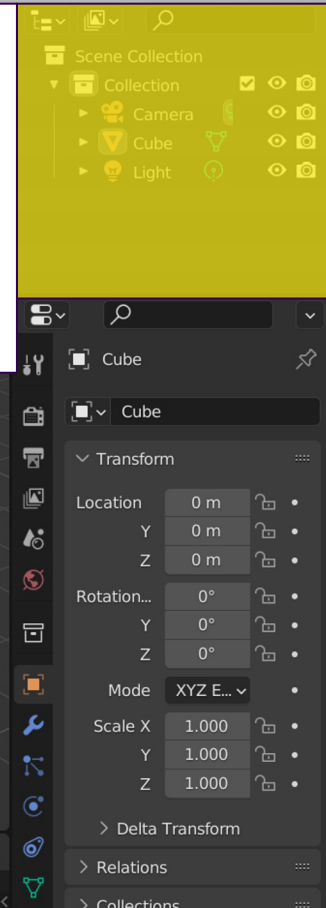 Scene Collection
Collection
Camera
Cube
Light
Cube
Cube
Transform
Location 0 m
Y 0 m
Z 0 m
Rotation... 0°
Y 0°
Z 0°
Mode XYZ E...
Scale X 1.000
Y 1.000
Z 1.000
Delta Transform
Relations
Collections